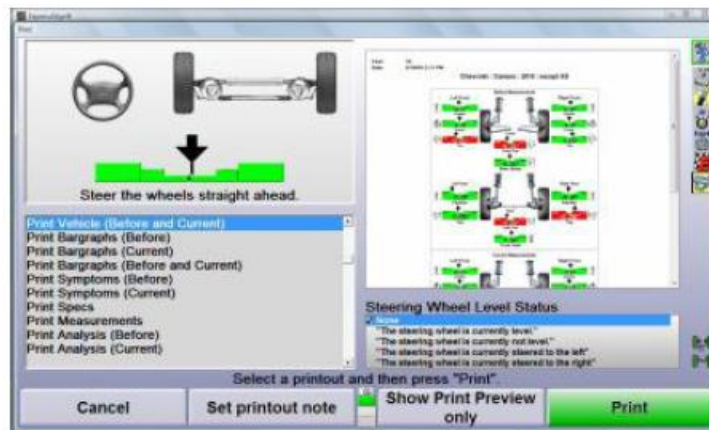 Print
Steer the wheels straight ahead.
Print Vehicle (Before and Current)
Print Bargraphs (Before)
Print Bargraphs (Current)
Print Bargraphs (Before and Current)
Print Symptoms (Before)
Print Symptoms (Current)
Print Specs
Print Measurements
Print Analysis (Before)
Print Analysis (Current)
Steering Wheel Level Status
None
"The steering wheel is currently level."
"The steering wheel is currently not level."
"The steering wheel is currently steered to the left"
"The steering wheel is currently steered to the right"
Select a printout and then press "Print".
Cancel
Set printout note
Show Print Preview
only
Print